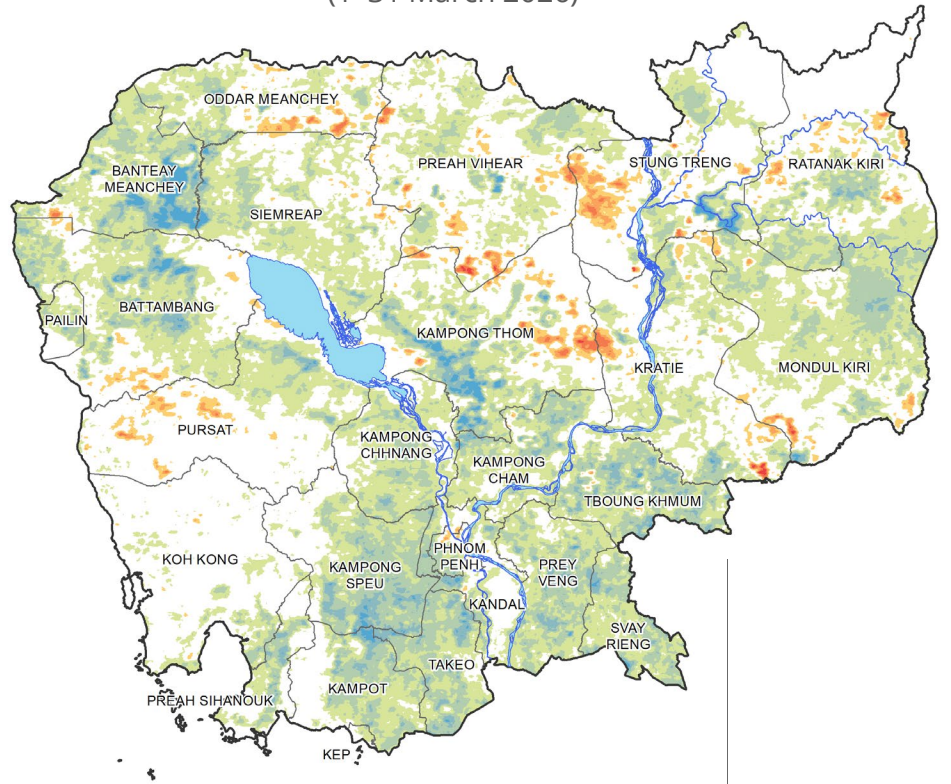 ODDAR MEANCHEY
PREAH VIHEAR
STUNG TRENG
RATANAK KIRI
BANTEAY
MEANCHEY
SIEMREAP
BATTAMBANG
PAILIN
KAMPONG THOM
KRATIE
MONDUL KIRI
PURSAT
KAMPONG
CHHNANG
KAMPONG
CHAM
TBOUNG KHMUM
KOH KONG
KAMPONG
SPEU
PHNOM
PENH
PREY
VENG
KANDAL
SVAY
RIENG
TAKEO
PREAH SIHANOUK
KAMPOT
KEP